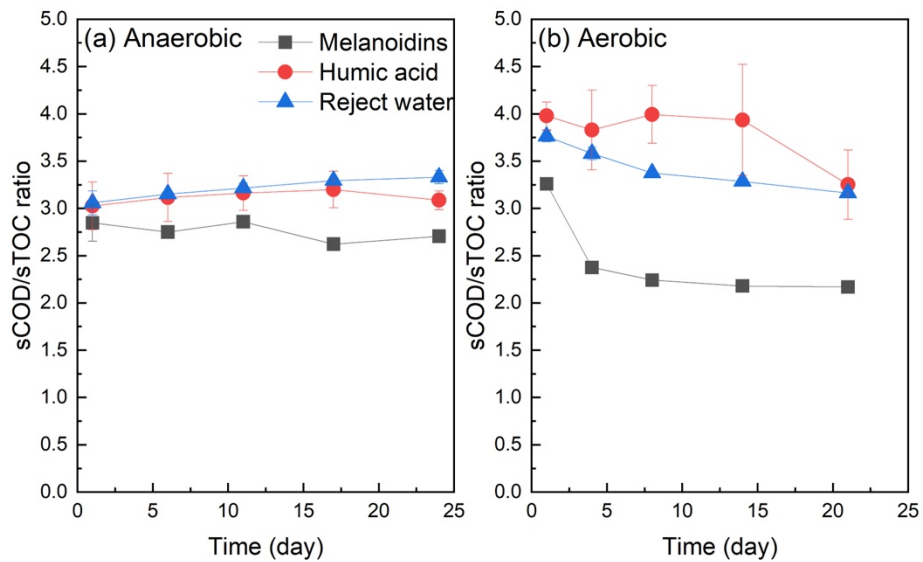 (a) Anaerobic
Melanoidins
Humic acid
Reject water
5.0
4.5
4.0
3.5
3.0
2.5
2.0
1.5
1.0
0.5
0.0
sCOD/sTOC ratio
0 5 10 15 20 25
Time (day)
(b) Aerobic
5.0
4.5
4.0
3.5
3.0
2.5
2.0
1.5
1.0
0.5
0.0
sCOD/sTOC ratio
0 5 10 15 20 25
Time (day)